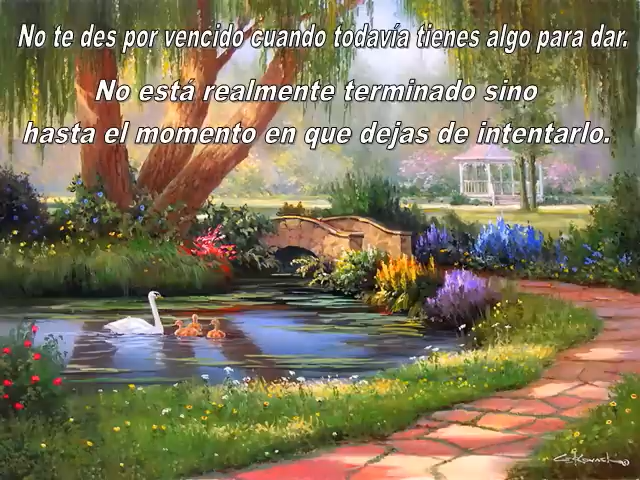 No te des por vencido cuando todavía tienes algo para dar.
No está realmente terminado sino
hasta el momento en que dejas de intentarlo.